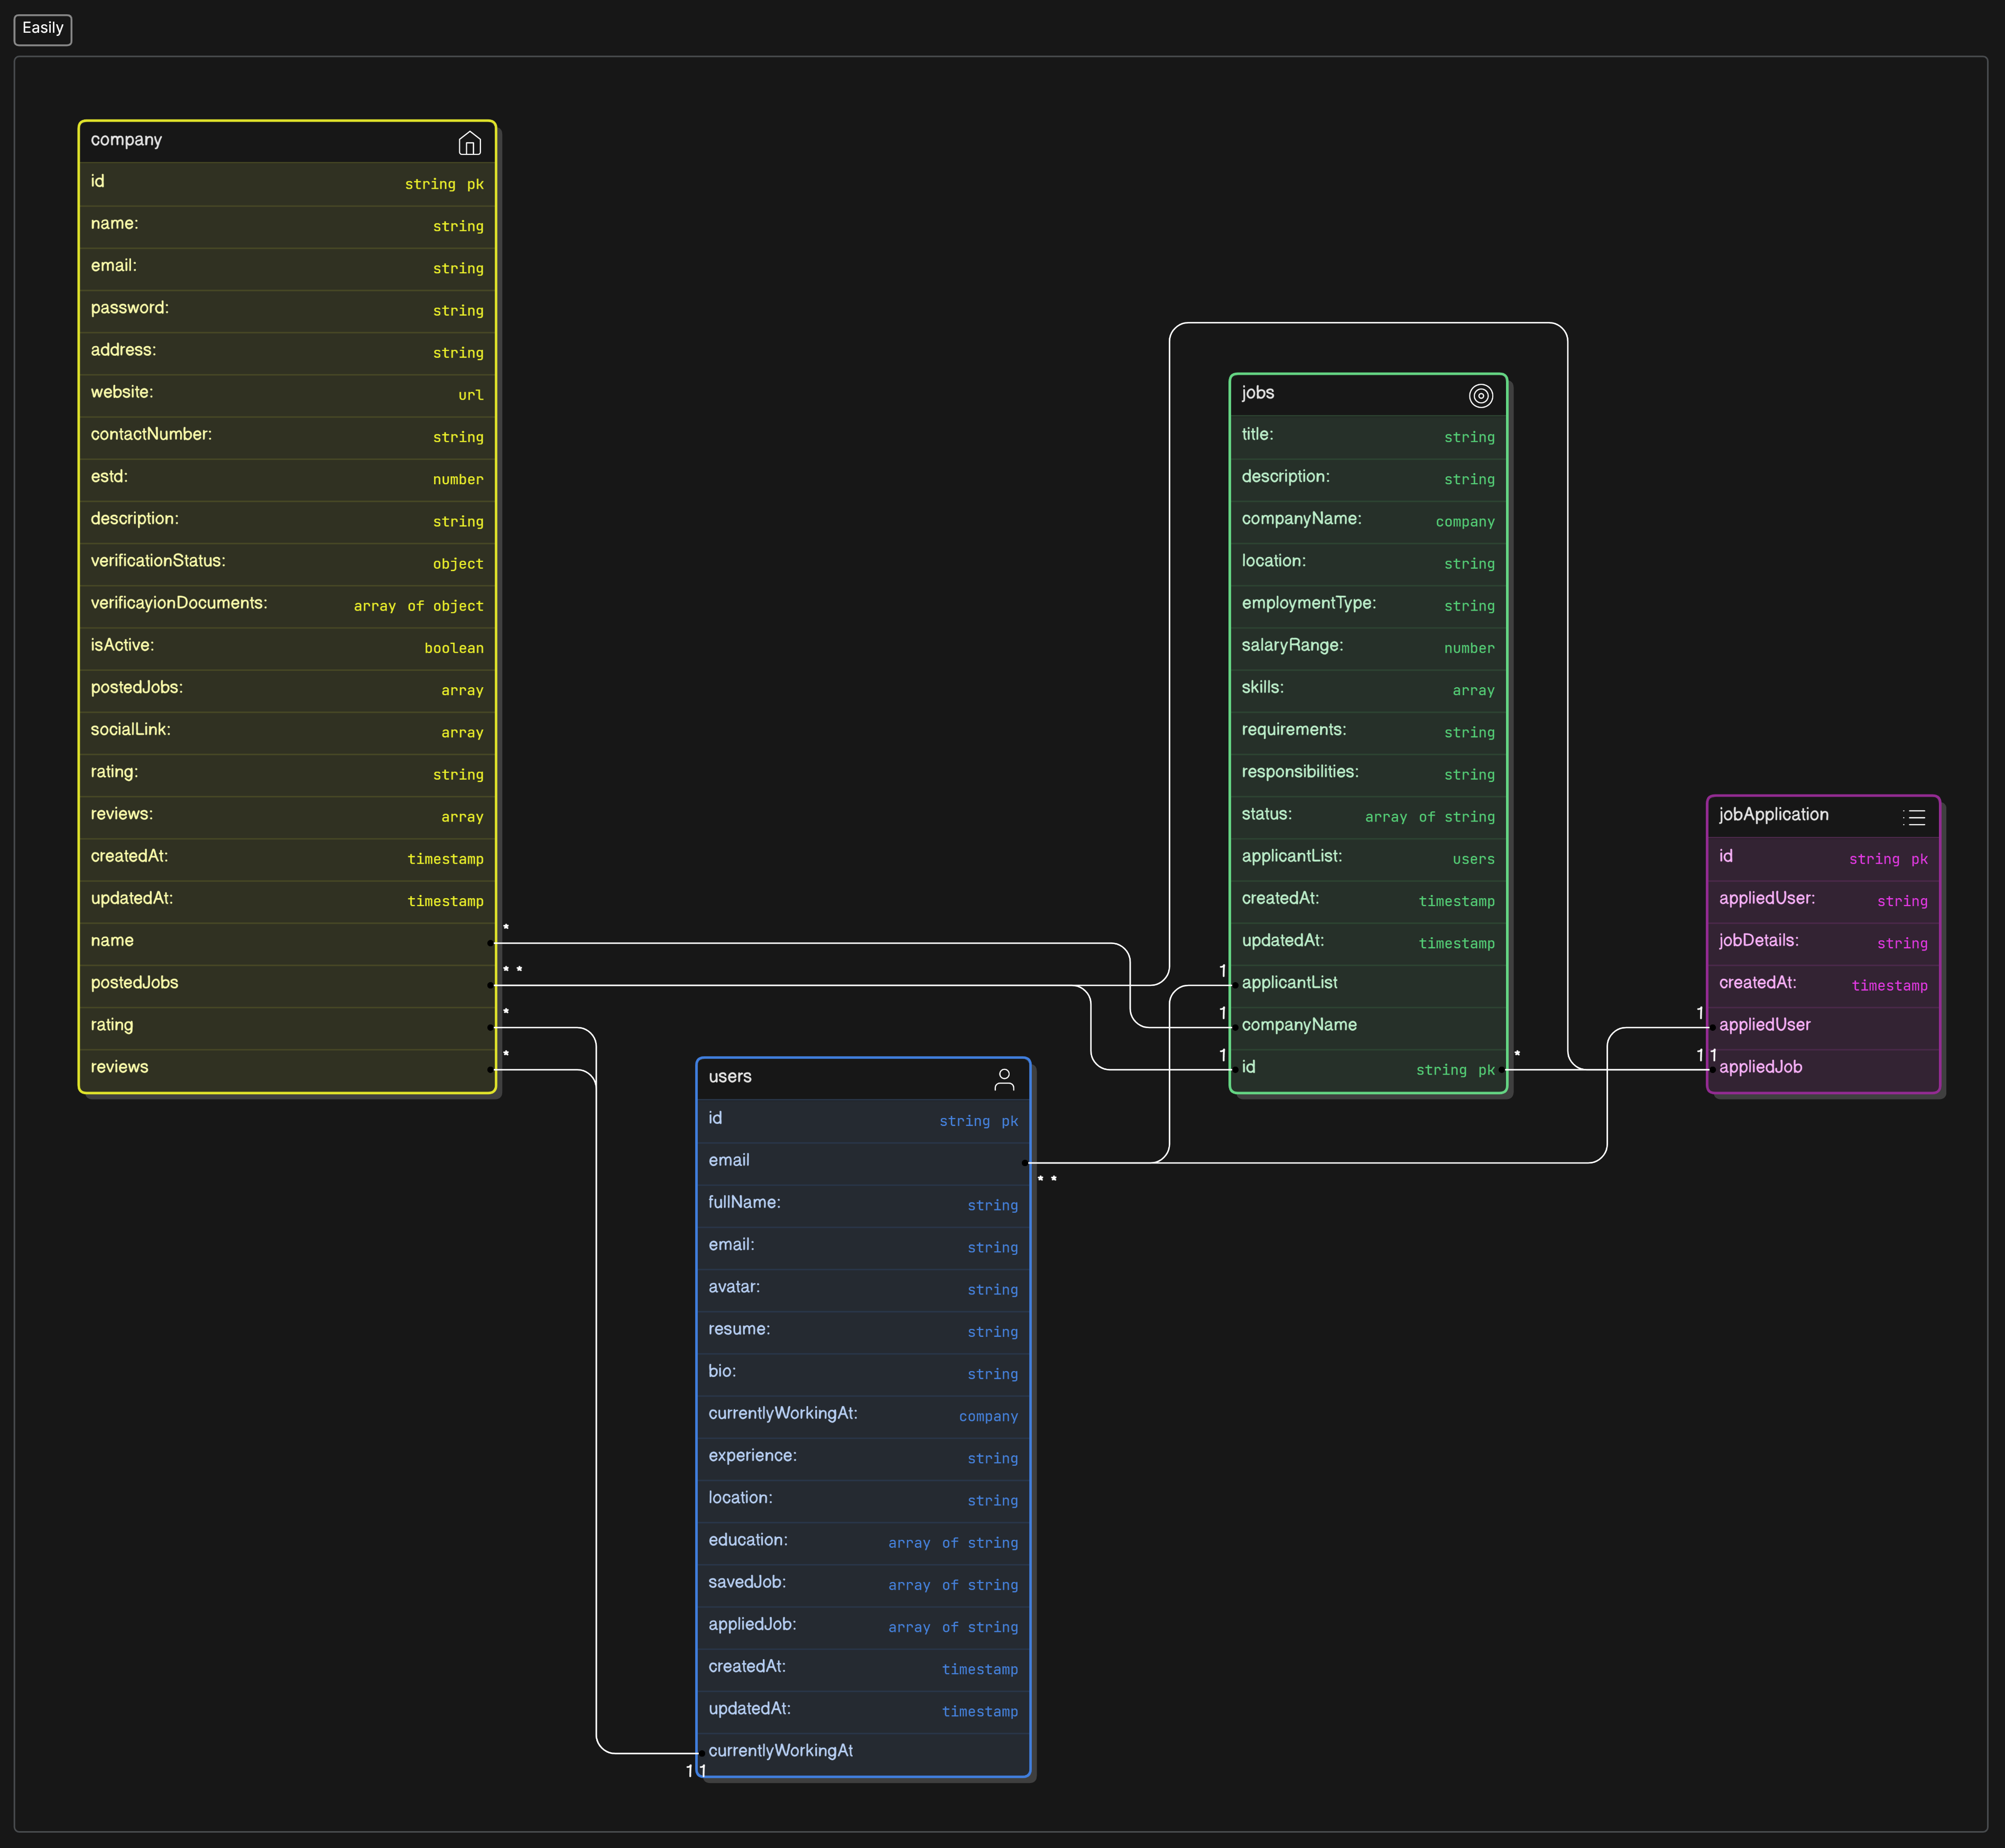 Easily
company
id string pk
name: string
email: string
password: string
address: string
website: url
contactNumber: string
estd: number
description: string
verificationStatus: object
verificayionDocuments: array of object
isActive: boolean
postedJobs: array
socialLink: array
rating: string
reviews: array
createdAt: timestamp
updatedAt: timestamp
name *
postedJobs * *
rating *
reviews *
users
id string pk
email
* *
fullName: string
email: string
avatar: string
resume: string
bio: string
currentlyWorkingAt: company
experience: string
location: string
education: array of string
savedJob: array of string
appliedJob: array of string
createdAt: timestamp
updatedAt: timestamp
currentlyWorkingAt
1 1
jobs
title: string
description: string
companyName: company
location: string
employmentType: string
salaryRange: number
skills: array
requirements: string
responsibilities: string
status: array of string
applicantList: users
createdAt: timestamp
updatedAt: timestamp
1 applicantList
1 companyName
1 id string pk *
jobApplication
id string pk
appliedUser: string
jobDetails: string
createdAt: timestamp
1 appliedUser
1 1 appliedJob